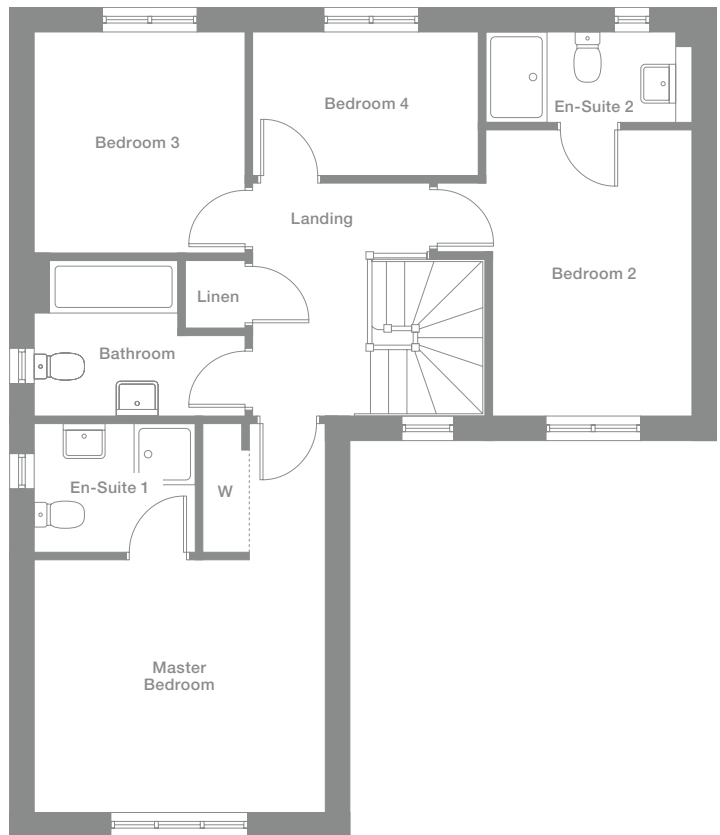 Bedroom 3
Bedroom 4
En-Suite 2
Landing
Bedroom 2
Linen
Bathroom
En-Suite 1
W
Master
Bedroom